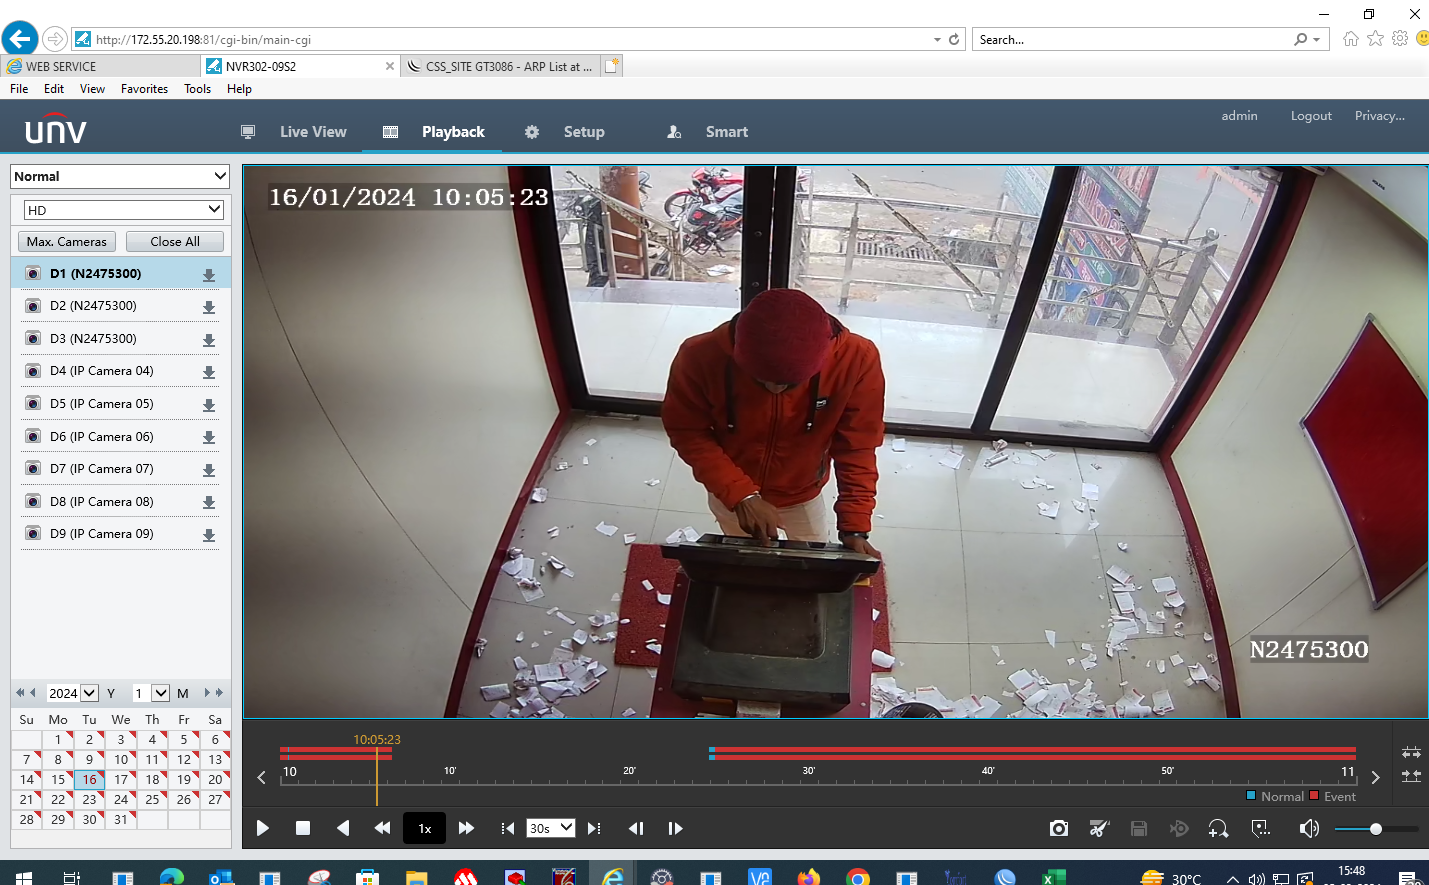 http://172.55.20.198:81/cgi-bin/main-cgi
Search...
WEB SERVICE
NVR302-09S2
CSS_SITE GT3086 - ARP List at ...
File Edit View Favorites Tools Help
unv
Live View
Playback
Setup
Smart
admin
Logout
Privacy...
Normal
HD
Max. Cameras
Close All
D1 (N2475300)
D2 (N2475300)
D3 (N2475300)
D4 (IP Camera 04)
D5 (IP Camera 05)
D6 (IP Camera 06)
D7 (IP Camera 07)
D8 (IP Camera 08)
D9 (IP Camera 09)
16/01/2024 10:05:23
N2475300
2024 Y 1 M
Su Mo Tu We Th Fr Sa
1 2 3 4 5 6
7 8 9 10 11 12 13
14 15 16 17 18 19 20
21 22 23 24 25 26 27
28 29 30 31
10:05:23
10 10' 20' 30' 40' 50' 11
Normal Event
1x
30s
30°C
15:48